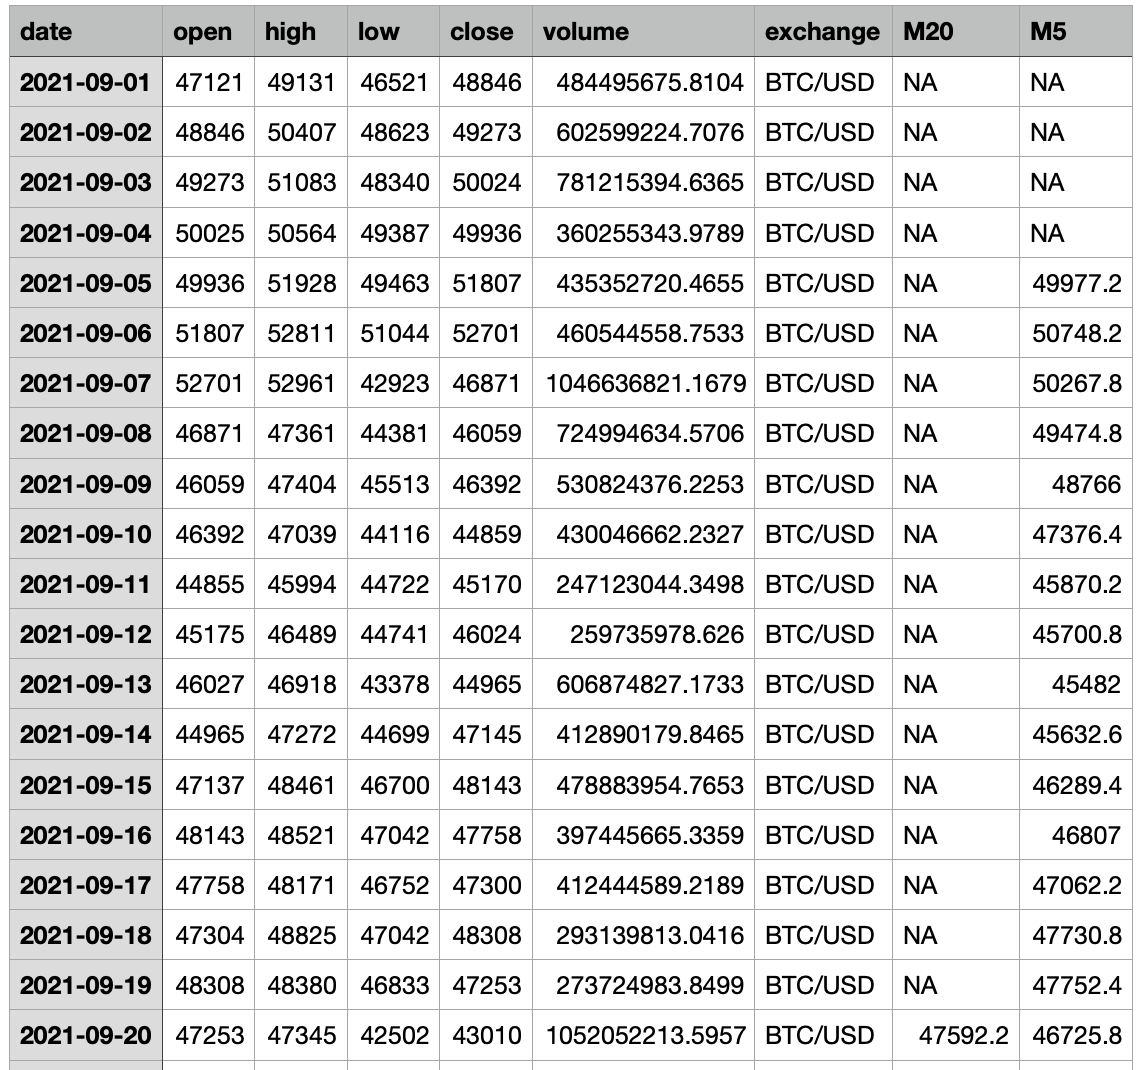 date open high low close volume exchange M20 M5
2021-09-01 47121 49131 46521 48846 484495675.8104 BTC/USD NA NA
2021-09-02 48846 50407 48623 49273 602599224.7076 BTC/USD NA NA
2021-09-03 49273 51083 48340 50024 781215394.6365 BTC/USD NA NA
2021-09-04 50025 50564 49387 49936 360255343.9789 BTC/USD NA NA
2021-09-05 49936 51928 49463 51807 435352720.4655 BTC/USD NA 49977.2
2021-09-06 51807 52811 51044 52701 460544558.7533 BTC/USD NA 50748.2
2021-09-07 52701 52961 42923 46871 1046636821.1679 BTC/USD NA 50267.8
2021-09-08 46871 47361 44381 46059 724994634.5706 BTC/USD NA 49474.8
2021-09-09 46059 47404 45513 46392 530824376.2253 BTC/USD NA 48766
2021-09-10 46392 47039 44116 44859 430046662.2327 BTC/USD NA 47376.4
2021-09-11 44855 45994 44722 45170 247123044.3498 BTC/USD NA 45870.2
2021-09-12 45175 46489 44741 46024 259735978.626 BTC/USD NA 45700.8
2021-09-13 46027 46918 43378 44965 606874827.1733 BTC/USD NA 45482
2021-09-14 44965 47272 44699 47145 412890179.8465 BTC/USD NA 45632.6
2021-09-15 47137 48461 46700 48143 478883954.7653 BTC/USD NA 46289.4
2021-09-16 48143 48521 47042 47758 397445665.3359 BTC/USD NA 46807
2021-09-17 47758 48171 46752 47300 412444589.2189 BTC/USD NA 47062.2
2021-09-18 47304 48825 47042 48308 293139813.0416 BTC/USD NA 47730.8
2021-09-19 48308 48380 46833 47253 273724983.8499 BTC/USD NA 47752.4
2021-09-20 47253 47345 42502 43010 1052052213.5957 BTC/USD 47592.2 46725.8